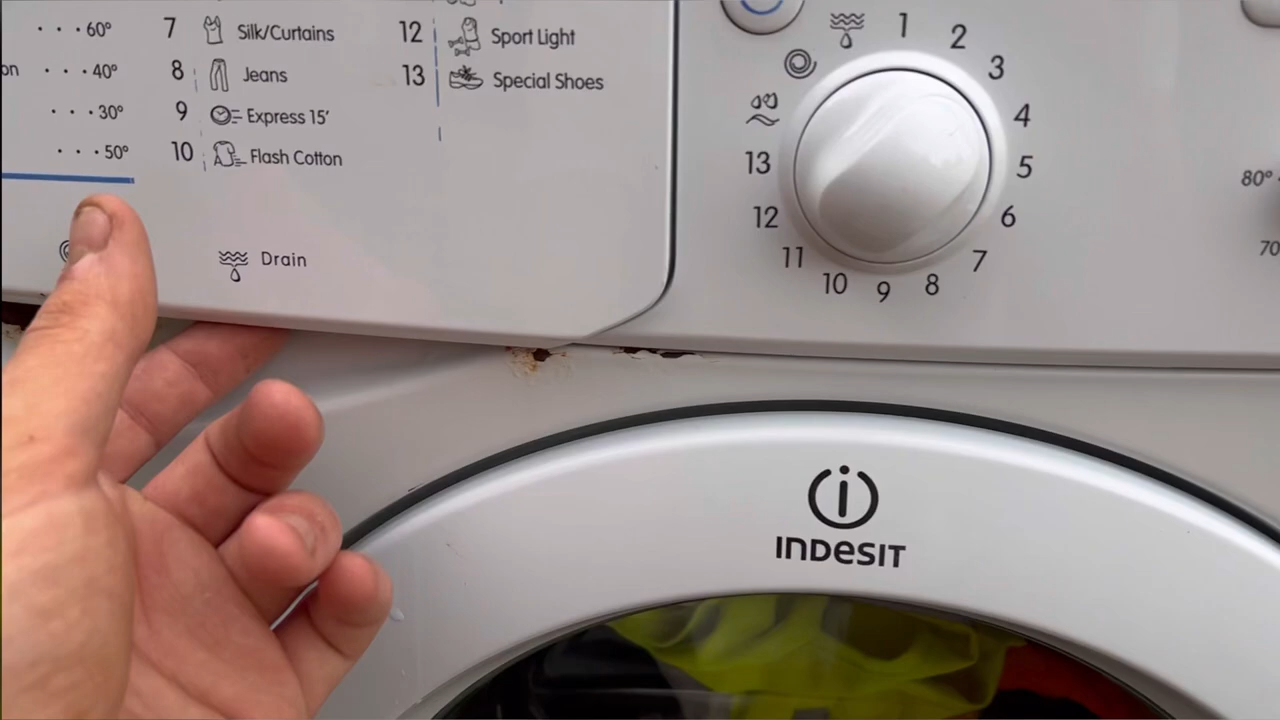 · · · 60° 7 Silk/Curtains 12 Sport Light
on · · · 40° 8 Jeans 13 Special Shoes
· · · 30° 9 Express 15'
· · · 50° 10 Flash Cotton
Drain
1
2
3
4
5
6
7
8
9
10
11
12
13
80°
70
INDESIT